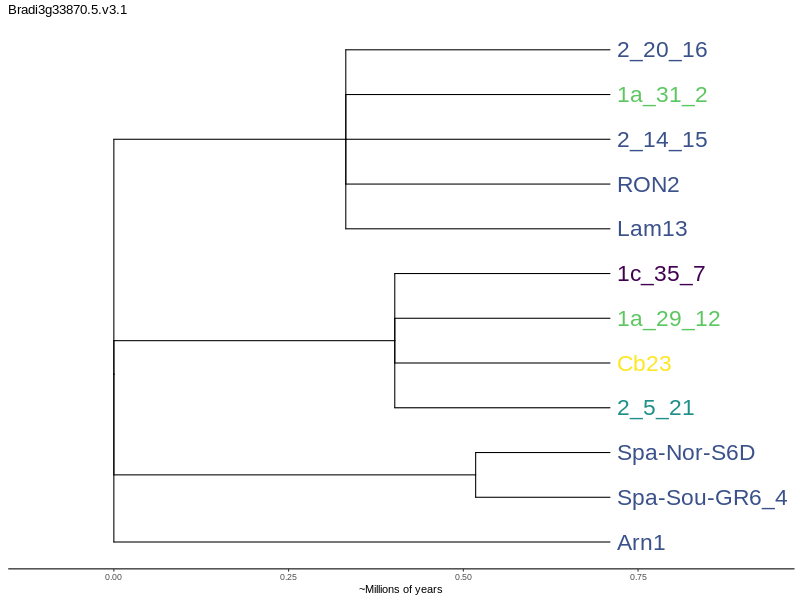 Bradi3g33870.5.v3.1
2_20_16
1a_31_2
2_14_15
RON2
Lam13
1c_35_7
1a_29_12
Cb23
2_5_21
Spa-Nor-S6D
Spa-Sou-GR6_4
Arn1
0.00 0.25 0.50 0.75
~Millions of years